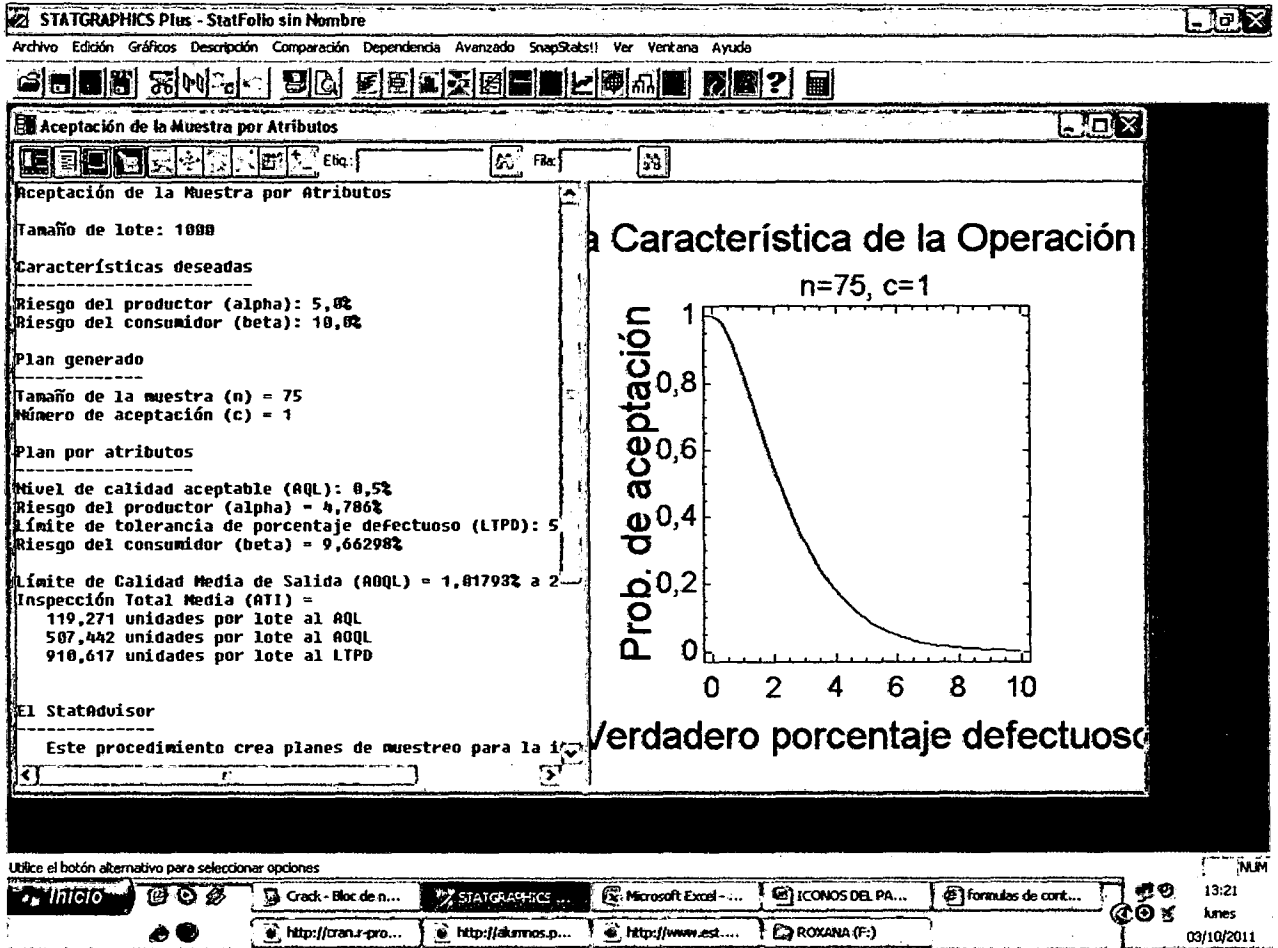 STATGRAPHICS Plus - StatFolio sin Nombre
Archivo Edición Gráficos Descripción Comparación Dependencia Avanzado SnapStats!! Ver Ventana Ayuda
Aceptación de la Muestra por Atributos
Etiq.: Fila:
Aceptación de la Muestra por Atributos
Tamaño de lote: 1000
Características deseadas
------------------------
Riesgo del productor (alpha): 5,0%
Riesgo del consumidor (beta): 10,0%
Plan generado
-------------
Tamaño de la muestra (n) = 75
Número de aceptación (c) = 1
Plan por atributos
------------------
Nivel de calidad aceptable (AQL): 0,5%
Riesgo del productor (alpha) = 4,786%
Límite de tolerancia de porcentaje defectuoso (LTPD): 5
Riesgo del consumidor (beta) = 9,66298%
Límite de Calidad Media de Salida (AOQL) = 1,01793% a 2
Inspección Total Media (ATI) =
119,271 unidades por lote al AQL
507,442 unidades por lote al AOQL
910,617 unidades por lote al LTPD
El StatAdvisor
--------------
Este procedimiento crea planes de muestreo para la i
a Característica de la Operación
n=75, c=1
Prob. de aceptación
1
0,8
0,6
0,4
0,2
0
0 2 4 6 8 10
Verdadero porcentaje defectuoso
Utilice el botón alternativo para seleccionar opciones
NUM
Inicio
Crack - Bloc de n...
STATGRAPHICS ...
Microsoft Excel - ...
ICONOS DEL PA...
formulas de cont...
13:21
lunes
03/10/2011
http://cran.r-pro...
http://alumnos.p...
http://www.est....
ROXANA (F:)